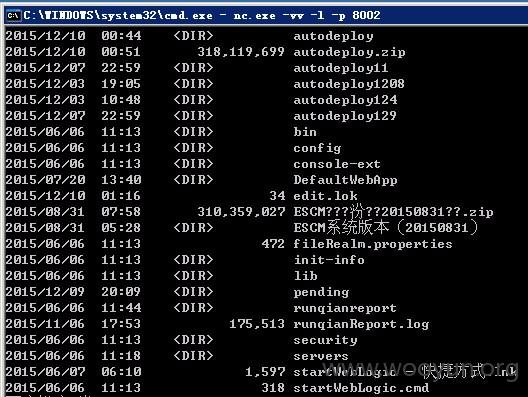 C:\WINDOWS\system32\cmd.exe - nc.exe -vv -l -p 8002
2015/12/10 00:44 <DIR> autodeploy
2015/12/10 00:51 318,119,699 autodeploy.zip
2015/12/07 22:59 <DIR> autodeploy11
2015/12/03 19:05 <DIR> autodeploy1208
2015/12/03 10:48 <DIR> autodeploy124
2015/12/07 22:59 <DIR> autodeploy129
2015/06/06 11:13 <DIR> bin
2015/06/06 11:13 <DIR> config
2015/06/06 11:13 <DIR> console-ext
2015/07/20 13:40 <DIR> DefaultWebApp
2015/12/10 01:16 34 edit.lok
2015/08/31 07:58 310,359,027 ESCM???份??20150831??.zip
2015/08/31 05:28 <DIR> ESCM系统版本（20150831）
2015/06/06 11:13 472 fileRealm.properties
2015/06/06 11:13 <DIR> init-info
2015/06/06 11:13 <DIR> lib
2015/12/09 20:09 <DIR> pending
2015/06/06 11:44 <DIR> runqianreport
2015/11/06 17:53 175,513 runqianReport.log
2015/06/06 11:13 <DIR> security
2015/06/06 11:18 <DIR> servers
2015/06/07 06:10 1,597 startWebLogic - 快捷方式.lnk
2015/06/06 11:13 318 startWebLogic.cmd
www.wooyun.org